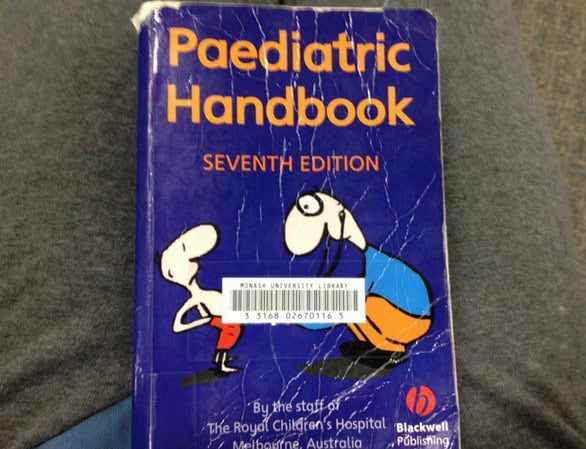 Paediatric
Handbook
SEVENTH EDITION
MONASH UNIVERSITY LIBRARY
3 3168 02670116 5
By the staff of
The Royal Children's Hospital
Melbourne, Australia
b
Blackwell
Publishing